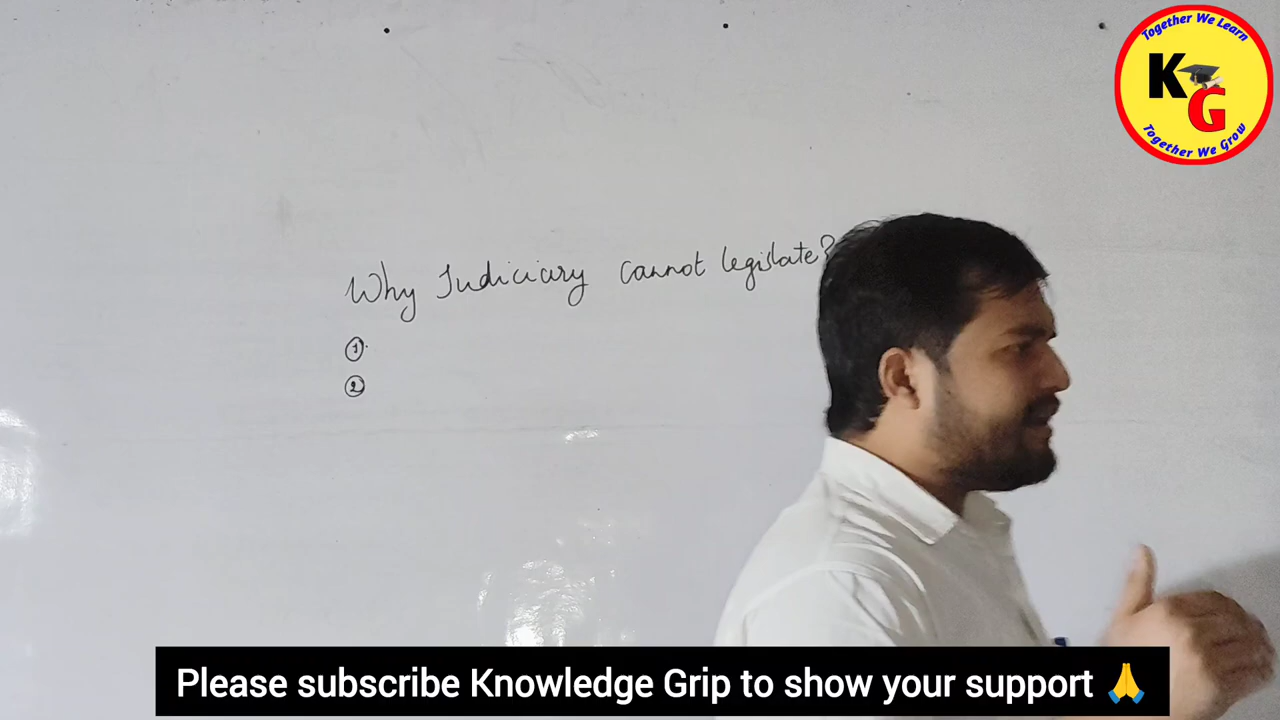 Together We Learn
K
G
Together We Grow
Why Judiciary cannot legislate?
1
2
Please subscribe Knowledge Grip to show your support 🙏